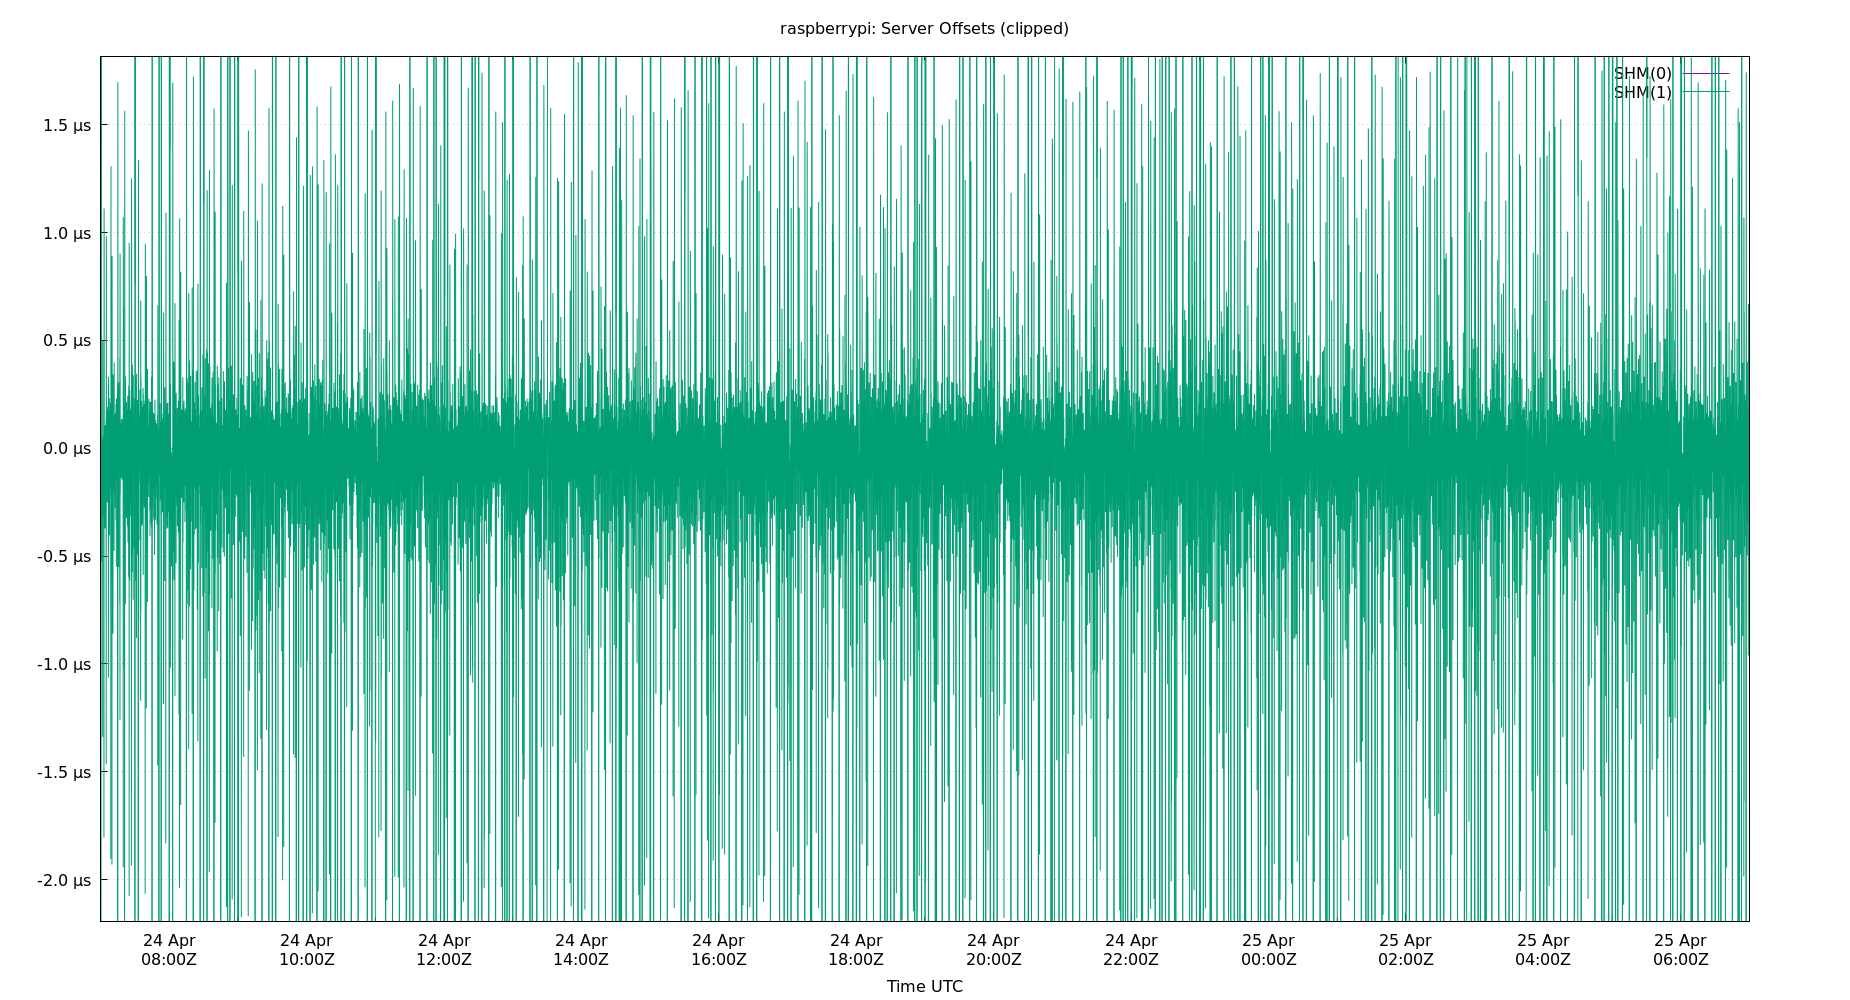 raspberrypi: Server Offsets (clipped)
SHM(0)
SHM(1)
1.5 µs
1.0 µs
0.5 µs
0.0 µs
-0.5 µs
-1.0 µs
-1.5 µs
-2.0 µs
24 Apr 24 Apr 24 Apr 24 Apr 24 Apr 24 Apr 24 Apr 24 Apr 25 Apr 25 Apr 25 Apr 25 Apr
08:00Z 10:00Z 12:00Z 14:00Z 16:00Z 18:00Z 20:00Z 22:00Z 00:00Z 02:00Z 04:00Z 06:00Z
Time UTC